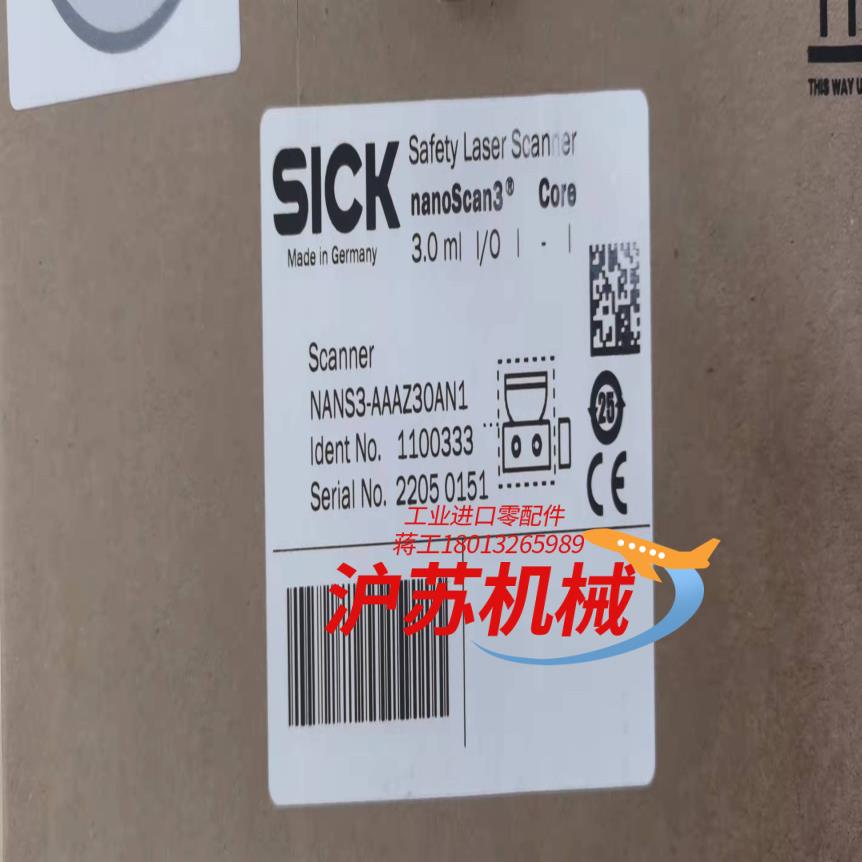 THIS WAY U
SICK
Made in Germany
Safety Laser Scanner
nanoScan3® Core
3.0 ml I/O | - |
Scanner
NANS3-AAAZ30AN1
Ident No. 1100333
Serial No. 2205 0151
25
CE
工业进口零配件
蒋工18013265989
沪苏机械